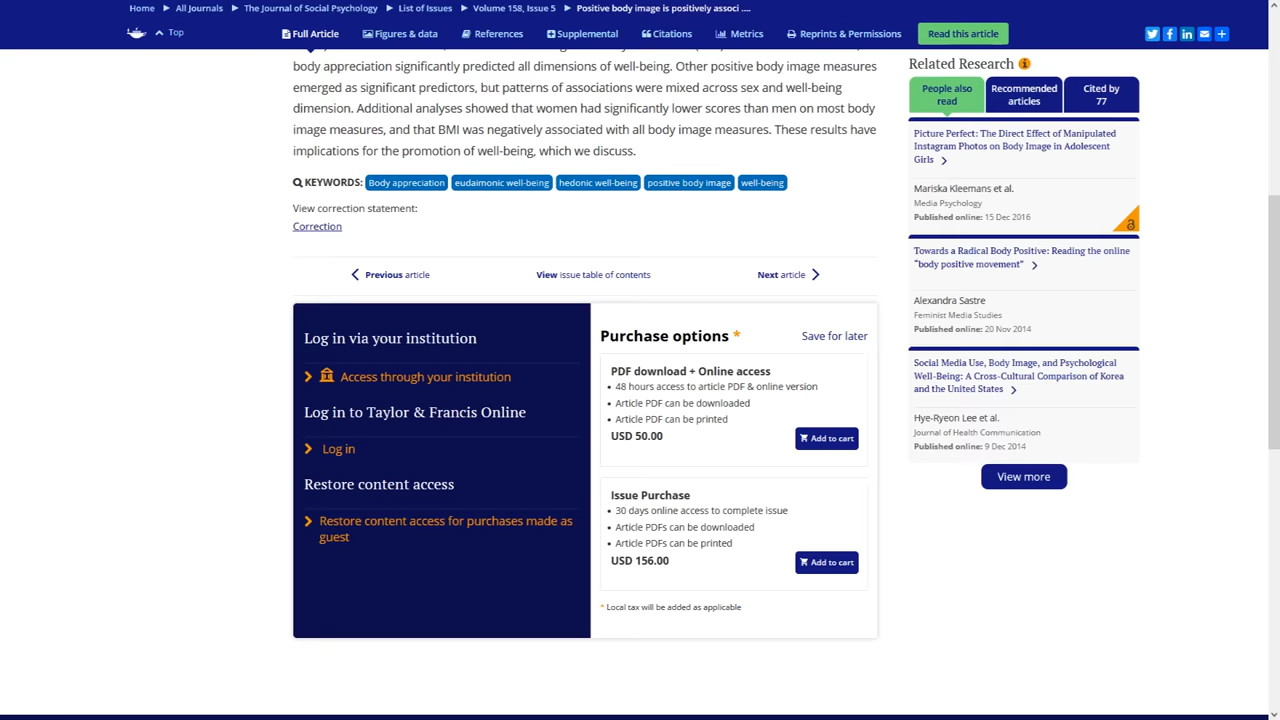 Home All Journals The Journal of Social Psychology List of Issues Volume 158, Issue 5 Positive body image is positively associ ....
Top Full Article Figures & data References Supplemental Citations Metrics Reprints & Permissions Read this article
body appreciation significantly predicted all dimensions of well-being. Other positive body image measures
emerged as significant predictors, but patterns of associations were mixed across sex and well-being
dimension. Additional analyses showed that women had significantly lower scores than men on most body
image measures, and that BMI was negatively associated with all body image measures. These results have
implications for the promotion of well-being, which we discuss.
KEYWORDS: Body appreciation eudaimonic well-being hedonic well-being positive body image well-being
View correction statement:
Correction
Previous article View issue table of contents Next article
Log in via your institution
Access through your institution
Log in to Taylor & Francis Online
Log in
Restore content access
Restore content access for purchases made as
guest
Purchase options * Save for later
PDF download + Online access
• 48 hours access to article PDF & online version
• Article PDF can be downloaded
• Article PDF can be printed
USD 50.00 Add to cart
Issue Purchase
• 30 days online access to complete issue
• Article PDFs can be downloaded
• Article PDFs can be printed
USD 156.00 Add to cart
* Local tax will be added as applicable
Related Research
People also
read
Recommended
articles
Cited by
77
Picture Perfect: The Direct Effect of Manipulated
Instagram Photos on Body Image in Adolescent
Girls
Mariska Kleemans et al.
Media Psychology
Published online: 15 Dec 2016
Towards a Radical Body Positive: Reading the online
“body positive movement”
Alexandra Sastre
Feminist Media Studies
Published online: 20 Nov 2014
Social Media Use, Body Image, and Psychological
Well-Being: A Cross-Cultural Comparison of Korea
and the United States
Hye-Ryeon Lee et al.
Journal of Health Communication
Published online: 9 Dec 2014
View more